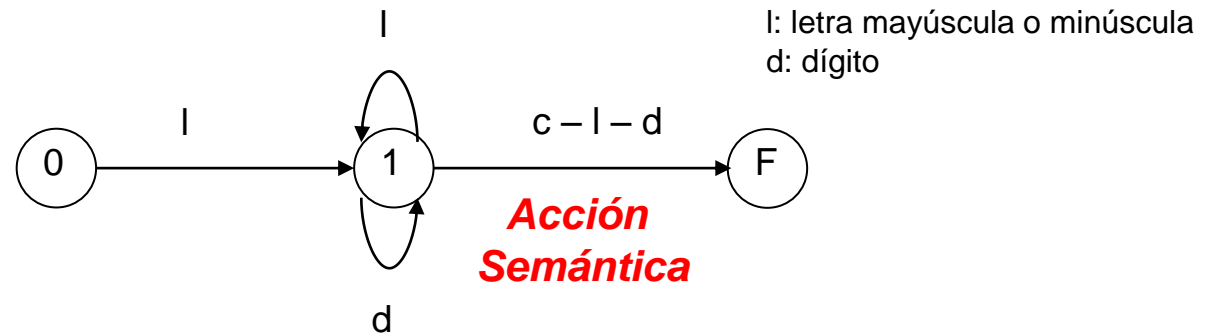 l
l: letra mayúscula o minúscula
d: dígito
l
c – l – d
0
1
F
Acción
Semántica
d